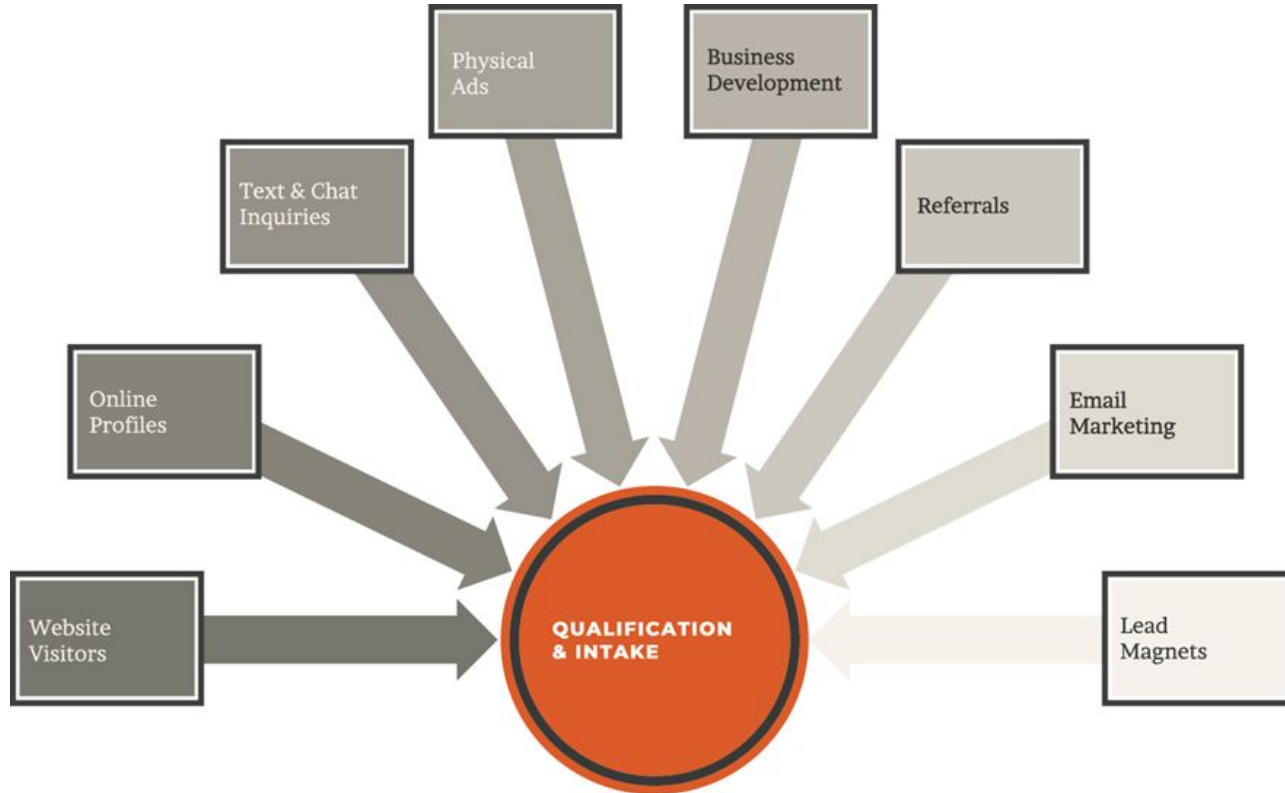 Physical
Ads
Business
Development
Text & Chat
Inquiries
Referrals
Online
Profiles
Email
Marketing
Website
Visitors
QUALIFICATION
& INTAKE
Lead
Magnets